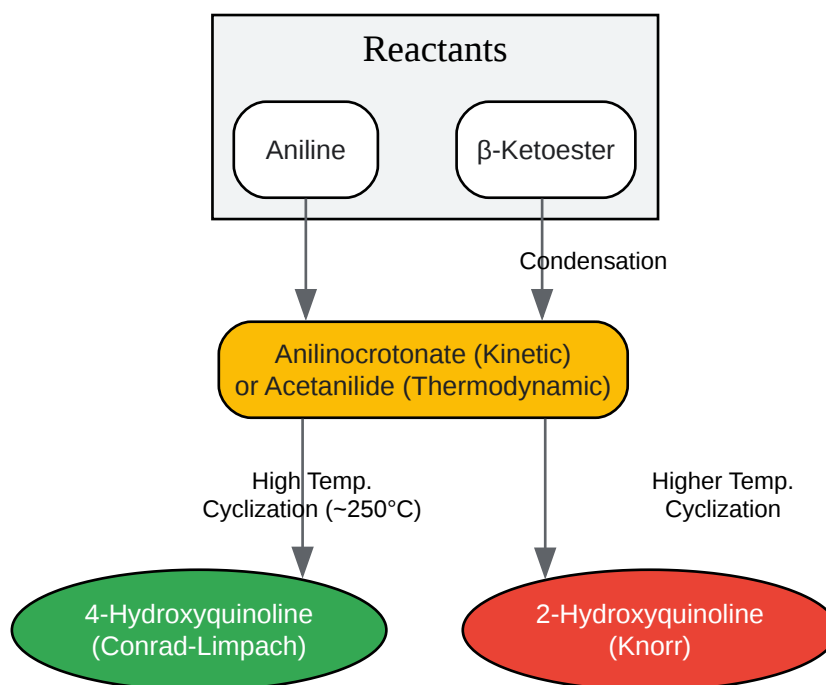 Reactants
Aniline
β-Ketoester
Condensation
Anilinocrotonate (Kinetic)
or Acetanilide (Thermodynamic)
High Temp.
Cyclization (~250°C)
Higher Temp.
Cyclization
4-Hydroxyquinoline
(Conrad-Limpach)
2-Hydroxyquinoline
(Knorr)